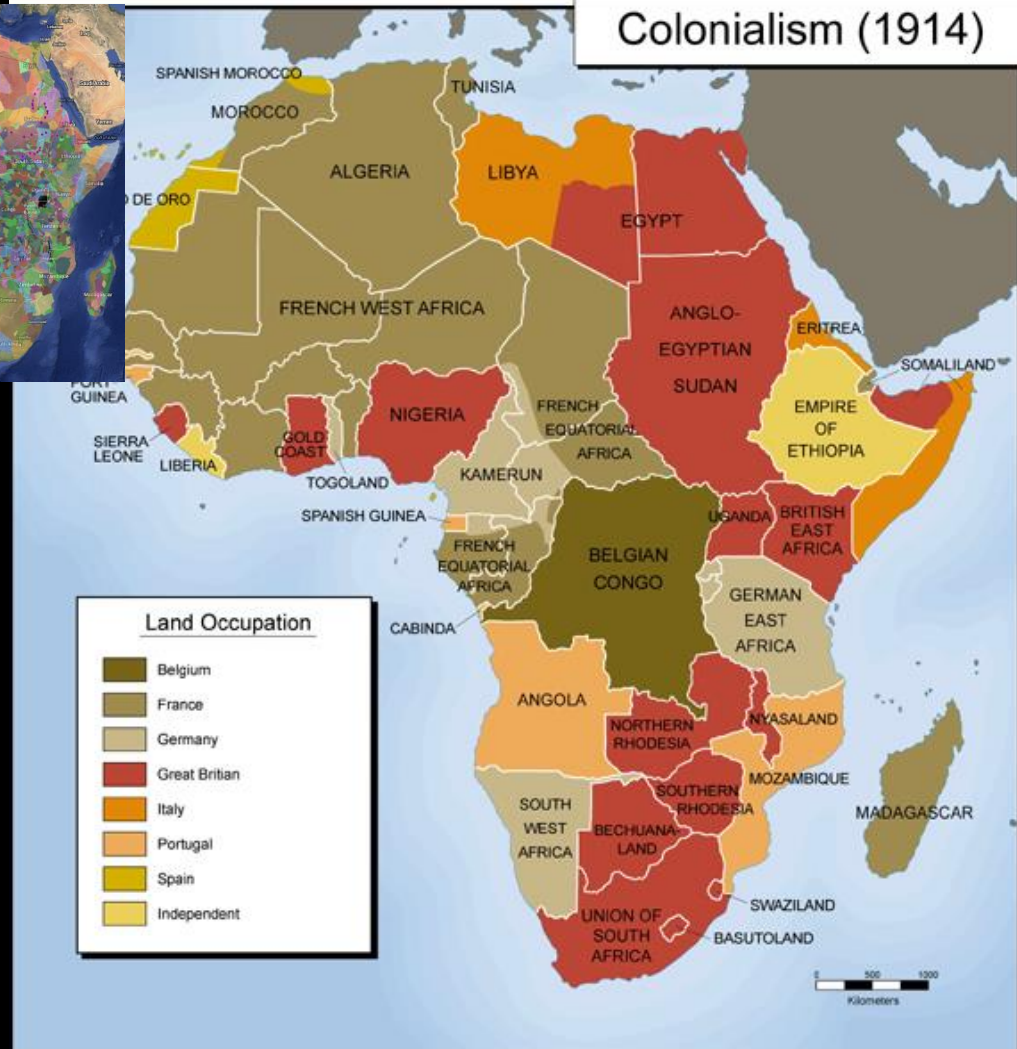 Colonialism (1914)
SPANISH MOROCCO
TUNISIA
MOROCCO
ALGERIA
LIBYA
DE ORO
EGYPT
FRENCH WEST AFRICA
ANGLO-
EGYPTIAN
SUDAN
ERITREA
SOMALILAND
EMPIRE
OF
ETHIOPIA
PORT
GUINEA
NIGERIA
FRENCH
EQUATORIAL
AFRICA
SIERRA
LEONE
LIBERIA
GOLD
COAST
TOGOLAND
KAMERUN
SPANISH GUINEA
UGANDA
BRITISH
EAST
AFRICA
FRENCH
EQUATORIAL
AFRICA
BELGIAN
CONGO
GERMAN
EAST
AFRICA
CABINDA
Land Occupation
Belgium
France
Germany
Great Britian
Italy
Portugal
Spain
Independent
ANGOLA
NORTHERN
RHODESIA
NYASALAND
MOZAMBIQUE
SOUTHERN
RHODESIA
MADAGASCAR
SOUTH
WEST
AFRICA
BECHUANA-
LAND
SWAZILAND
UNION OF
SOUTH
AFRICA
BASUTOLAND
0 500 1000
Kilometers